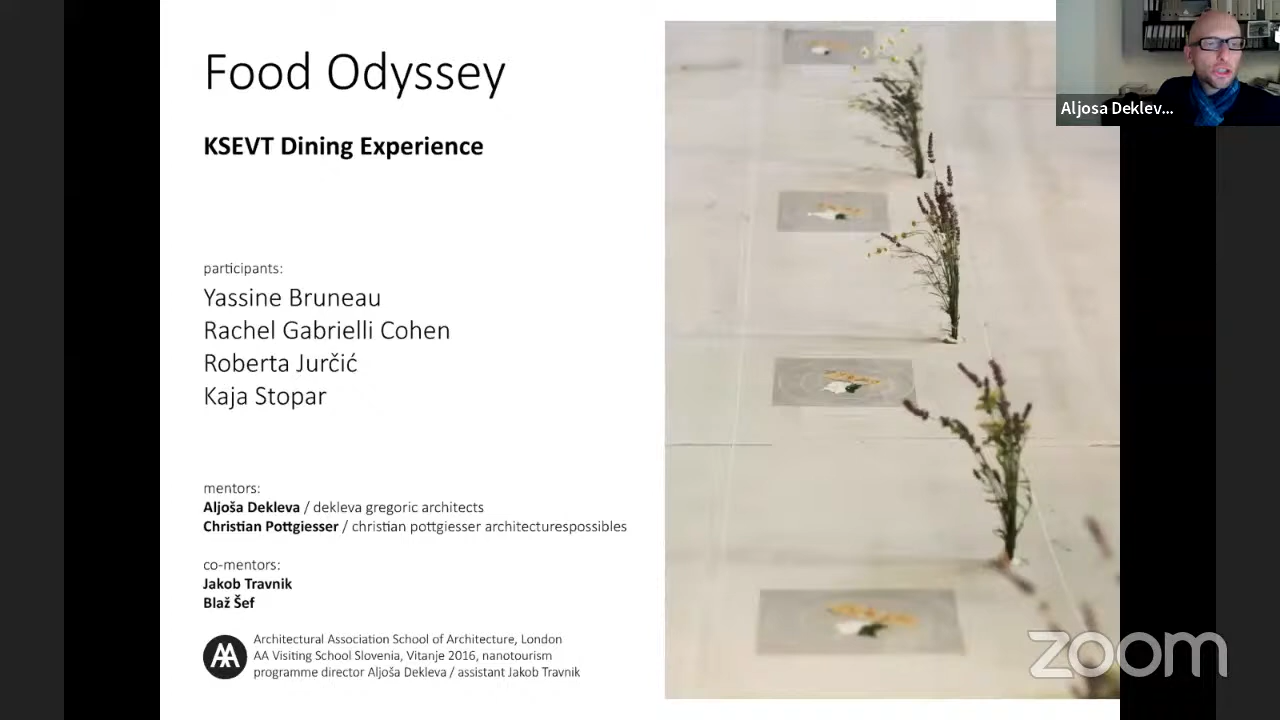 Food Odyssey
KSEVT Dining Experience
participants:
Yassine Bruneau
Rachel Gabrielli Cohen
Roberta Jurčić
Kaja Stopar
mentors:
Aljoša Dekleva / dekleva gregoric architects
Christian Pottgiesser / christian pottgiesser architecturespossibles
co-mentors:
Jakob Travnik
Blaž Šef
AA
Architectural Association School of Architecture, London
AA Visiting School Slovenia, Vitanje 2016, nanotourism
programme director Aljoša Dekleva / assistant Jakob Travnik
Aljosa Deklev...
zoom